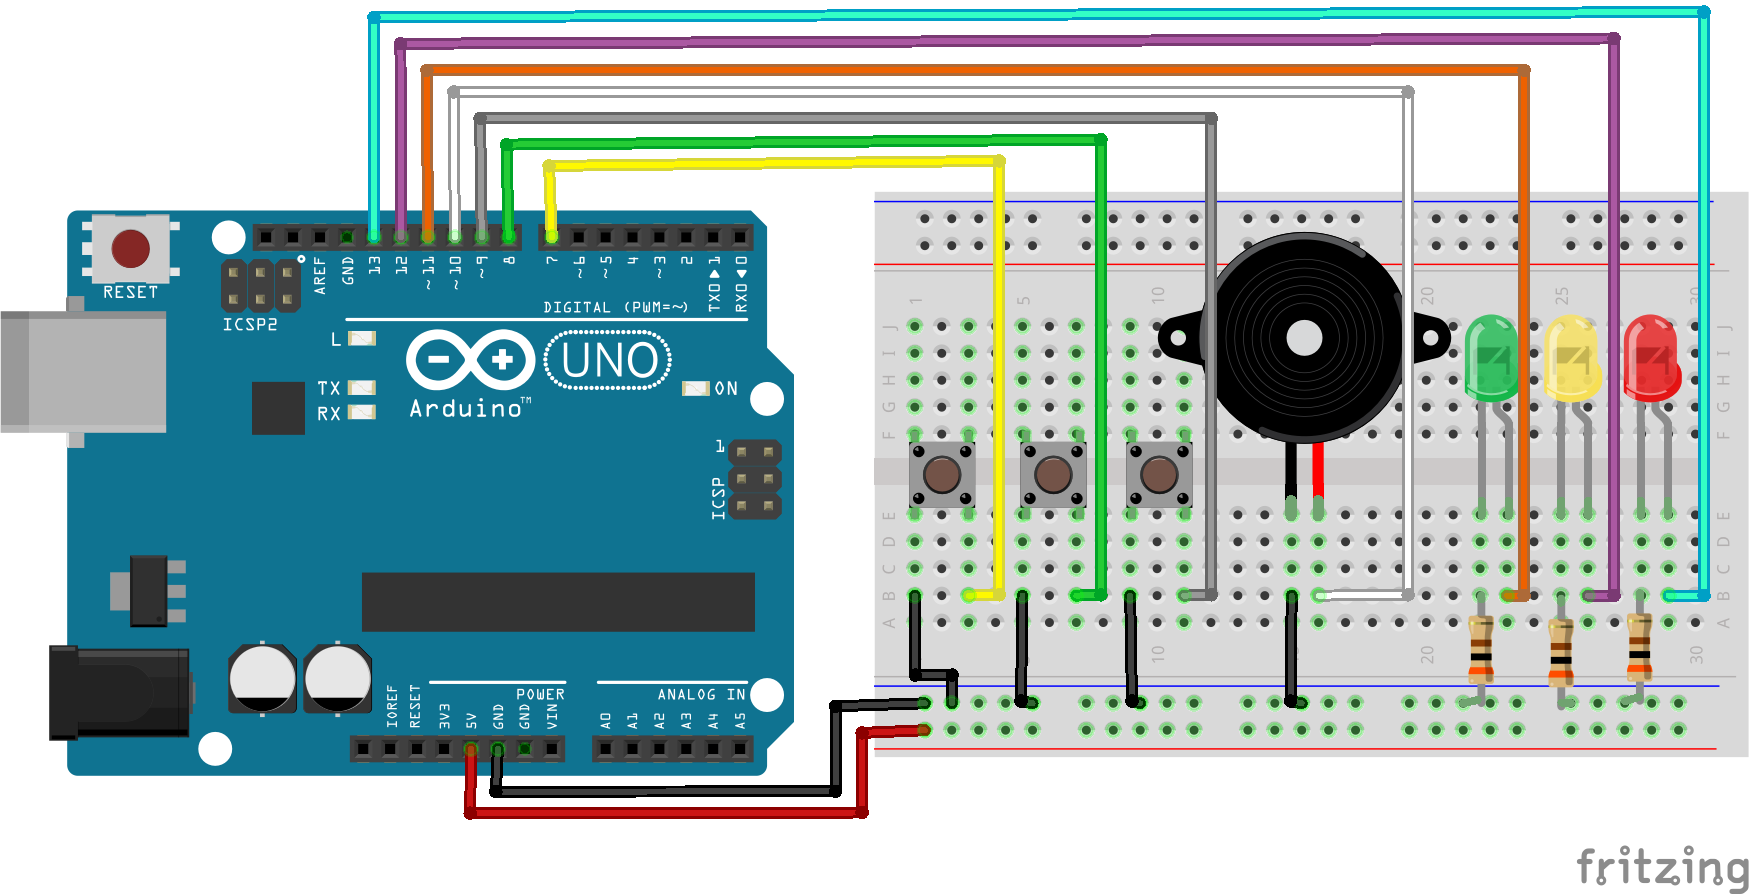 RESET
ICSP2
AREF
GND
13
12
~11
~10
~9
8
7
~6
~5
4
~3
2
TX0▶1
RX0◀0
DIGITAL (PWM=~)
L
TX
RX
UNO
Arduino™
ON
1
ICSP
IOREF
RESET
3V3
5V
GND
GND
VIN
POWER
ANALOG IN
A0
A1
A2
A3
A4
A5
1
5
10
20
25
30
J
I
H
G
F
E
D
C
B
A
J
I
H
G
F
E
D
C
B
A
10
20
30
fritzing